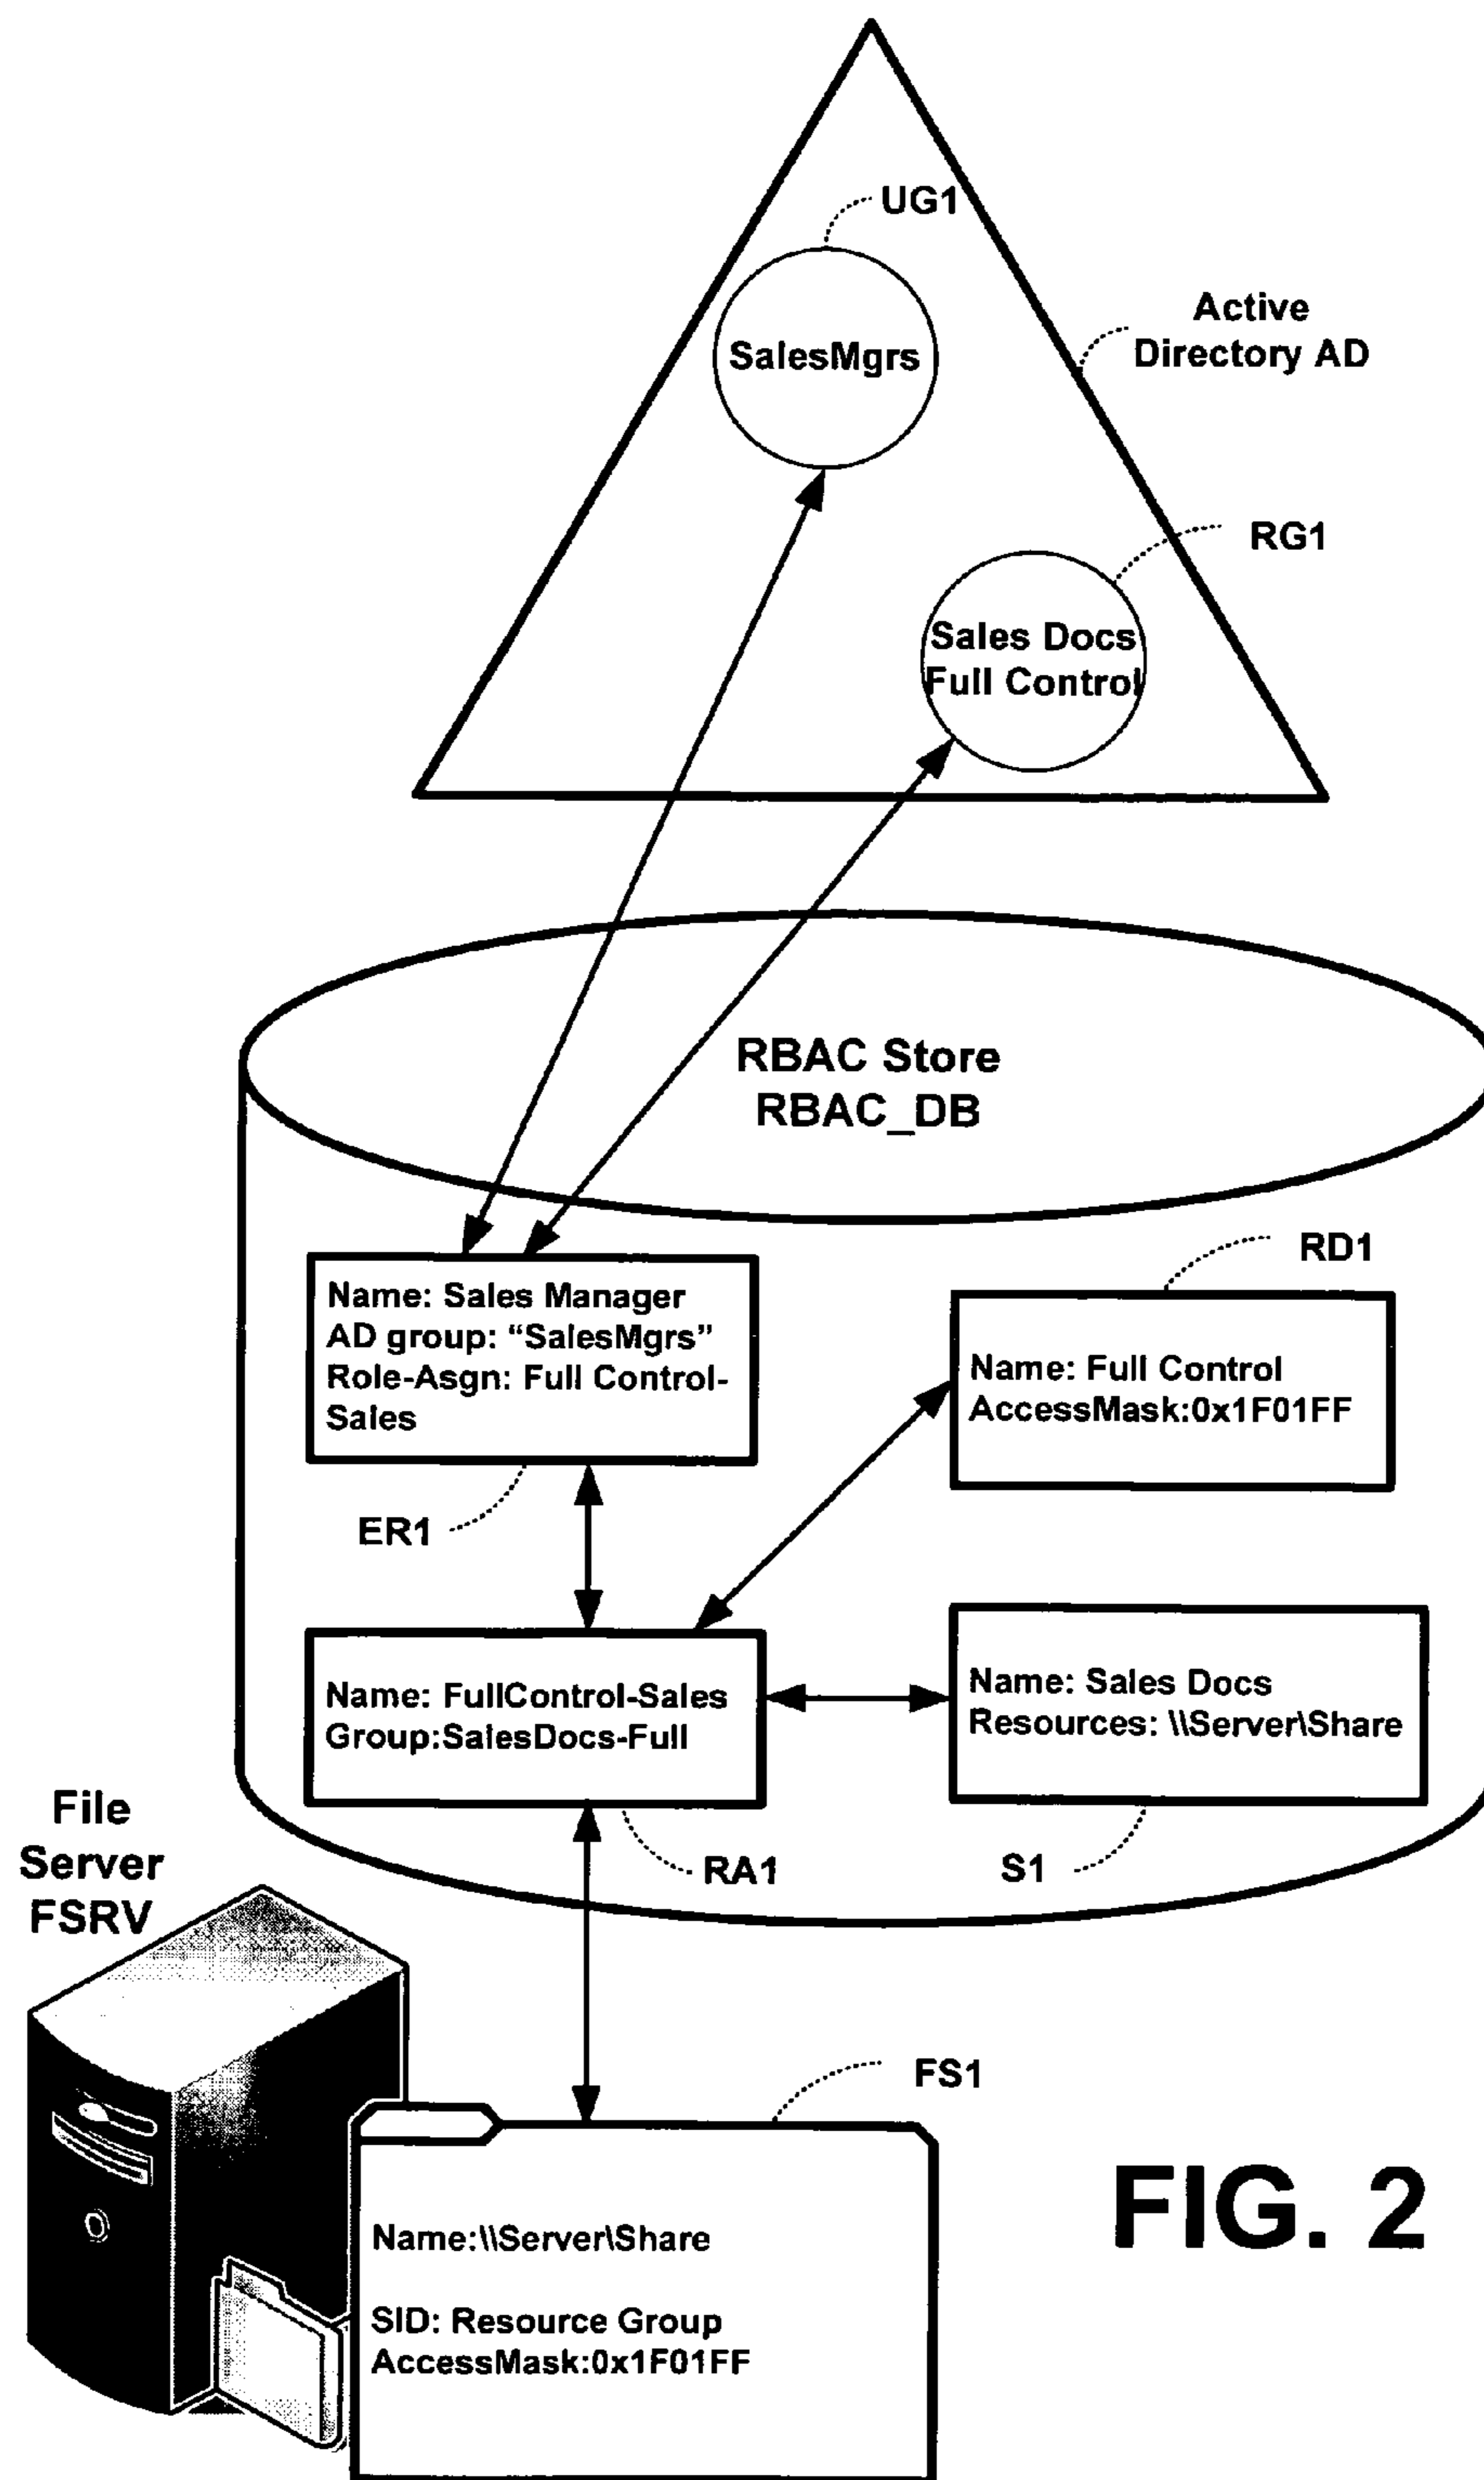 UG1
SalesMgrs
Active
Directory AD
RG1
Sales Docs
Full Control
RBAC Store
RBAC_DB
RD1
Name: Sales Manager
AD group: “SalesMgrs”
Role-Asgn: Full Control-
Sales
Name: Full Control
AccessMask:0x1F01FF
ER1
Name: FullControl-Sales
Group:SalesDocs-Full
Name: Sales Docs
Resources: \\Server\Share
File
Server
FSRV
RA1
S1
FS1
Name:\\Server\Share
SID: Resource Group
AccessMask:0x1F01FF
FIG. 2